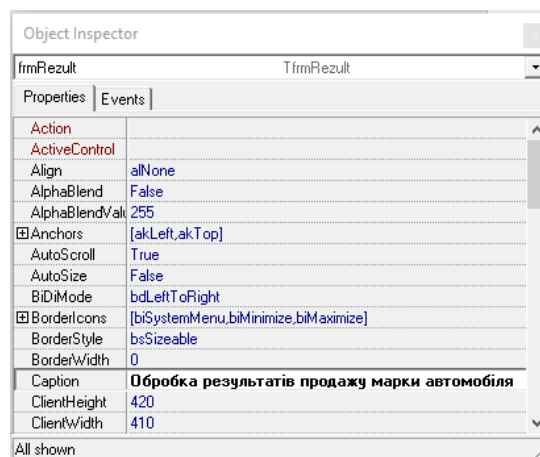 Object Inspector
frmRezult TfrmRezult
Properties Events
Action
ActiveControl
Align alNone
AlphaBlend False
AlphaBlendValu 255
Anchors [akLeft,akTop]
AutoScroll True
AutoSize False
BiDiMode bdLeftToRight
BorderIcons [biSystemMenu,biMinimize,biMaximize]
BorderStyle bsSizeable
BorderWidth 0
Caption Обробка результатів продажу марки автомобіля
ClientHeight 420
ClientWidth 410
All shown